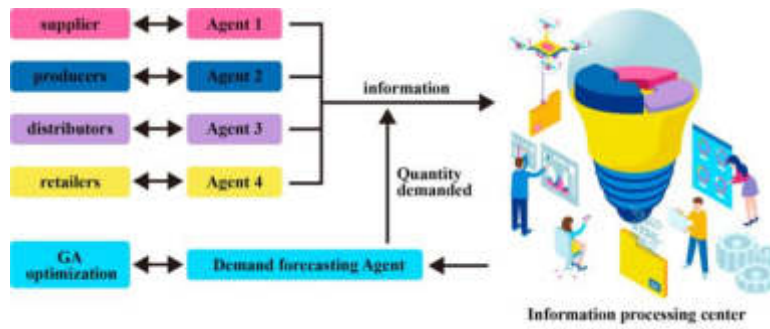 supplier
Agent 1
producers
Agent 2
information
distributors
Agent 3
retailers
Agent 4
Quantity
demanded
GA
optimization
Demand forecasting Agent
Information processing center